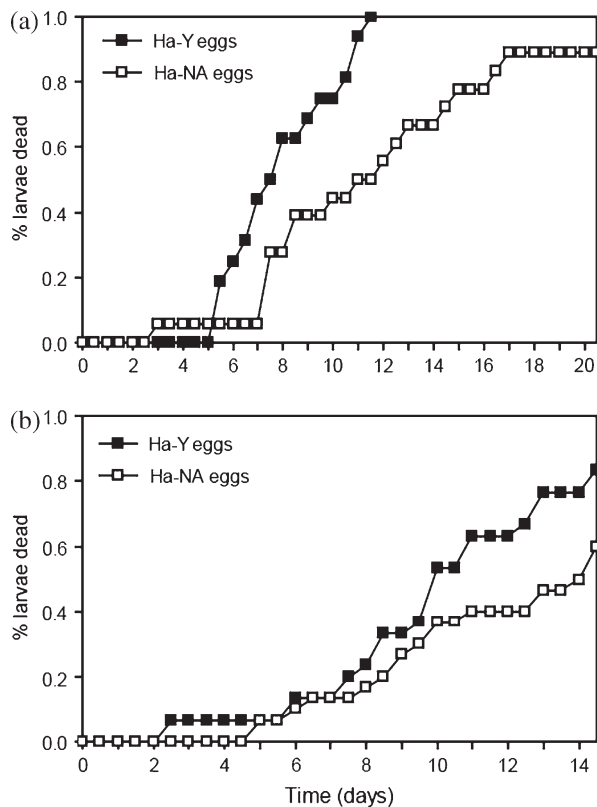 (a)
% larvae dead
1.0
0.8
0.6
0.4
0.2
0.0
Ha-Y eggs
Ha-NA eggs
0 2 4 6 8 10 12 14 16 18 20
(b)
% larvae dead
1.0
0.8
0.6
0.4
0.2
0.0
Ha-Y eggs
Ha-NA eggs
0 2 4 6 8 10 12 14
Time (days)